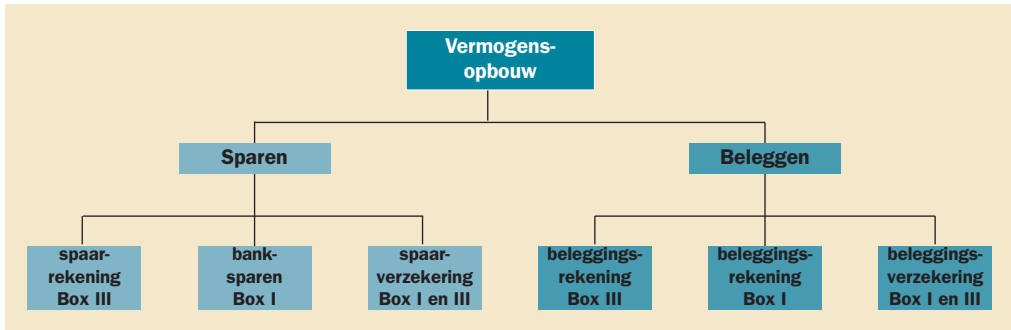 Vermogens-
opbouw
Sparen
Beleggen
spaar-
rekening
Box III
bank-
sparen
Box I
spaar-
verzekering
Box I en III
beleggings-
rekening
Box III
beleggings-
rekening
Box I
beleggings-
verzekering
Box I en III